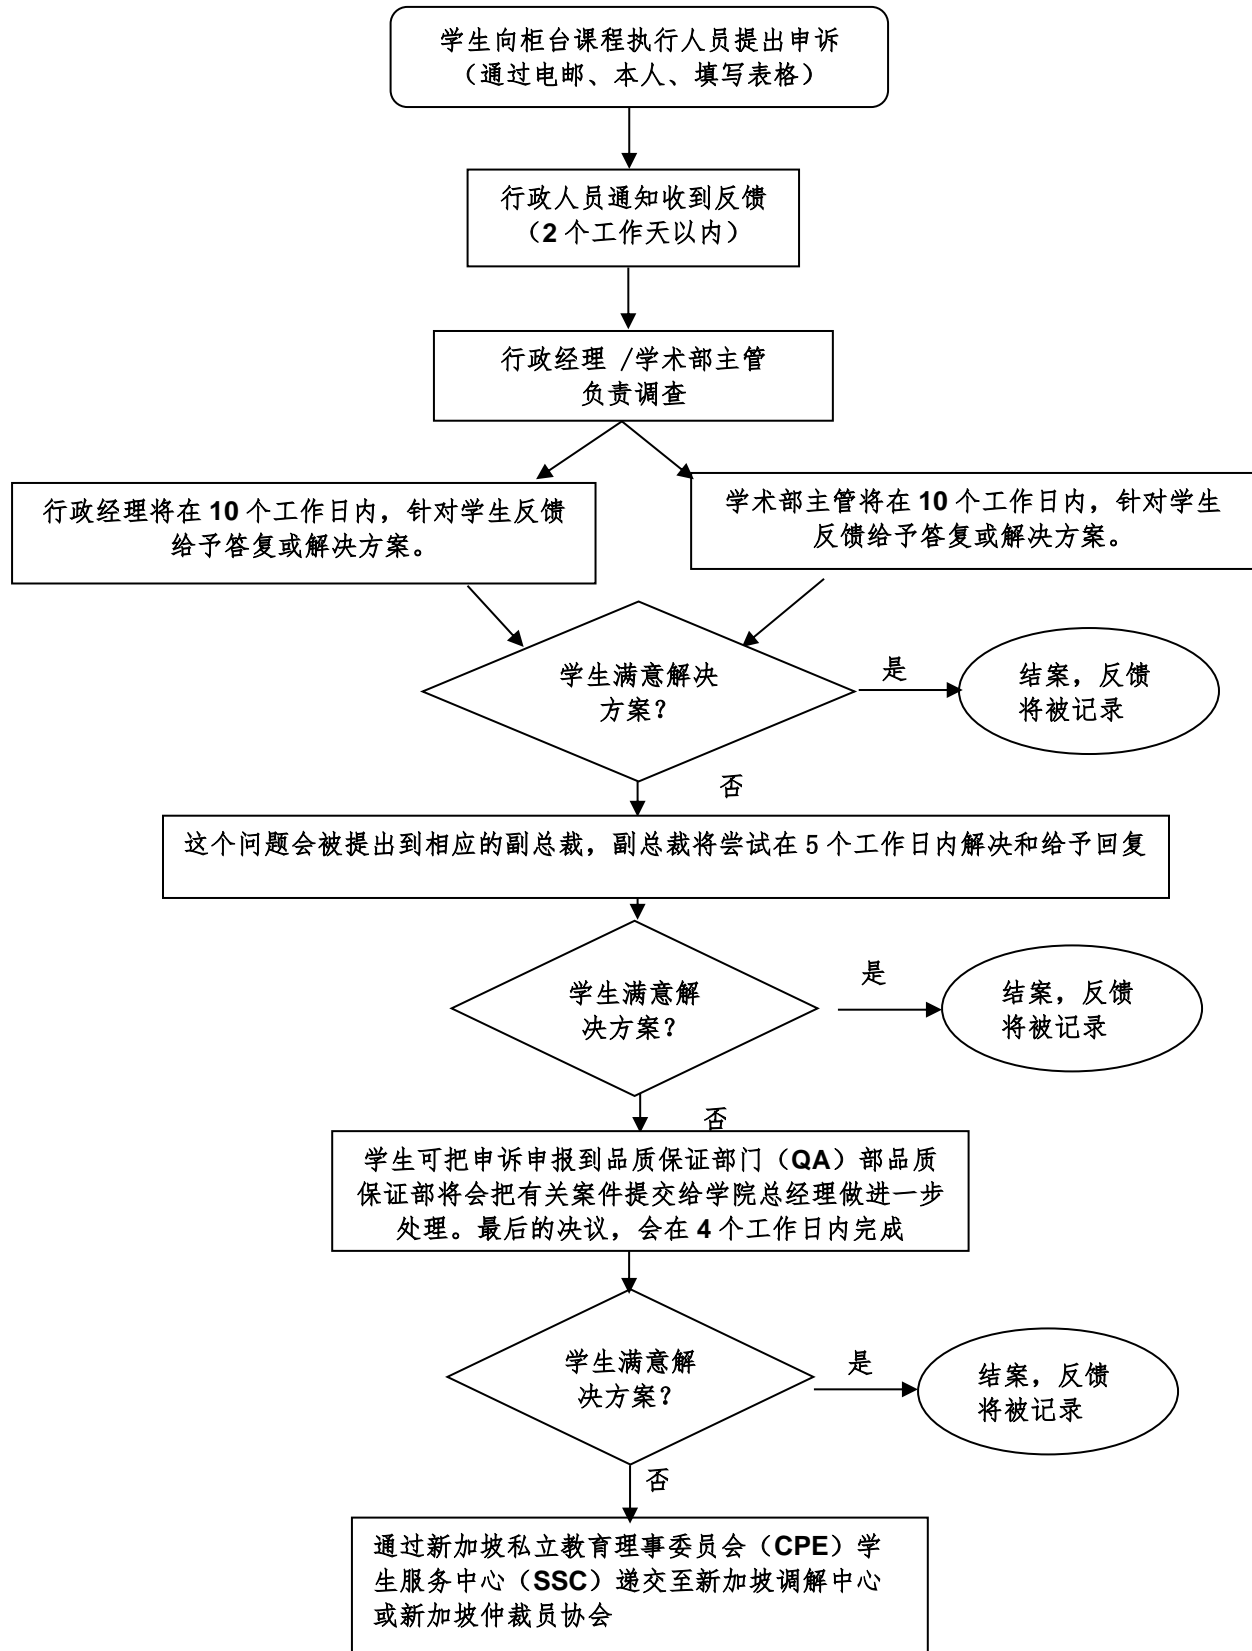 学生向柜台课程执行人员提出申诉
（通过电邮、本人、填写表格）
行政人员通知收到反馈
（2 个工作天以内）
行政经理 /学术部主管
负责调查
行政经理将在 10 个工作日内，针对学生反馈
给予答复或解决方案。
学术部主管将在 10 个工作日内，针对学生
反馈给予答复或解决方案。
学生满意解决
方案？
是
结案，反馈
将被记录
否
这个问题会被提出到相应的副总裁，副总裁将尝试在 5 个工作日内解决和给予回复
学生满意解
决方案？
是
结案，反馈
将被记录
否
学生可把申诉申报到品质保证部门（QA）部品质
保证部将会把有关案件提交给学院总经理做进一步
处理。最后的决议，会在 4 个工作日内完成
学生满意解
决方案？
是
结案，反馈
将被记录
否
通过新加坡私立教育理事委员会（CPE）学
生服务中心（SSC）递交至新加坡调解中心
或新加坡仲裁员协会